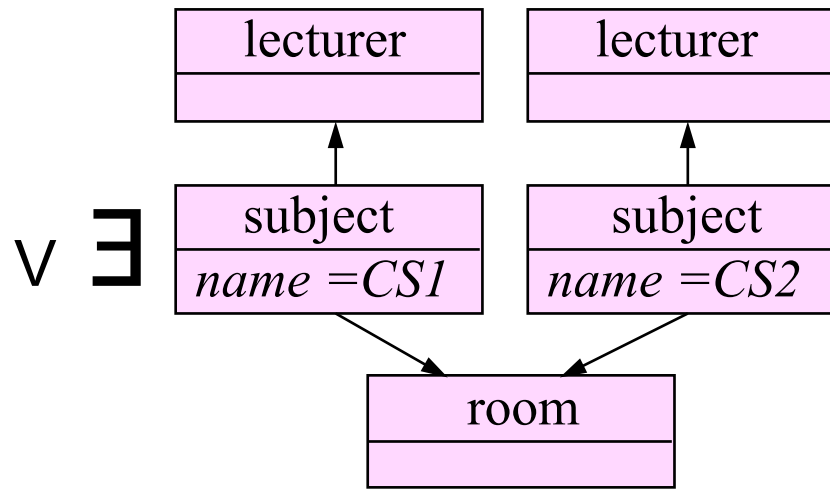 lecturer lecturer
∨ ∃ subject subject
name =CS1 name =CS2
room